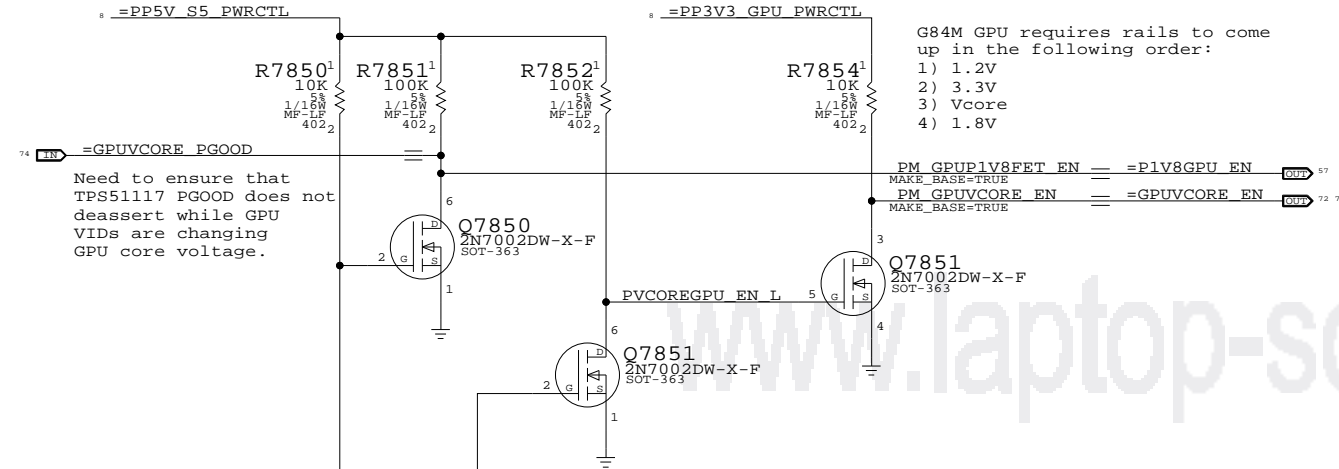 8 =PP5V_S5_PWRCTL
8 =PP3V3_GPU_PWRCTL
G84M GPU requires rails to come
up in the following order:
1) 1.2V
2) 3.3V
3) Vcore
4) 1.8V
R7850 1
10K
5%
1/16W
MF-LF
402 2
R7851 1
100K
5%
1/16W
MF-LF
402 2
R7852 1
100K
5%
1/16W
MF-LF
402 2
R7854 1
10K
5%
1/16W
MF-LF
402 2
74 IN =GPUVCORE_PGOOD
Need to ensure that
TPS51117 PGOOD does not
deassert while GPU
VIDs are changing
GPU core voltage.
PM_GPUP1V8FET_EN =P1V8GPU_EN OUT 57
MAKE_BASE=TRUE
PM_GPUVCORE_EN =GPUVCORE_EN OUT 72 7
MAKE_BASE=TRUE
6
D
Q7850
2N7002DW-X-F
SOT-363
2 G S
1
3
D
Q7851
2N7002DW-X-F
SOT-363
PVCOREGPU_EN_L 5 G S
4
6
D
Q7851
2N7002DW-X-F
SOT-363
2 G S
1
www.laptop-s